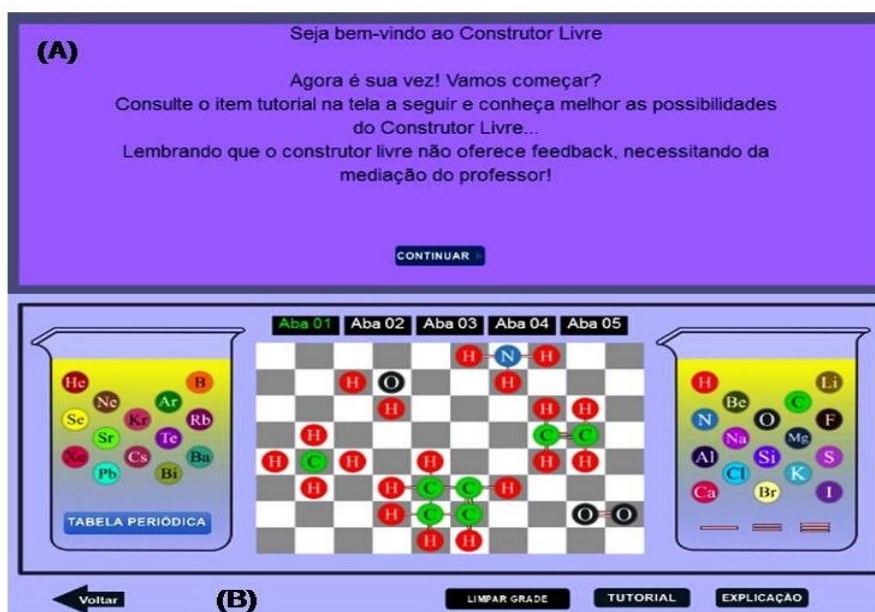 (A)
Seja bem-vindo ao Construtor Livre
Agora é sua vez! Vamos começar?
Consulte o item tutorial na tela a seguir e conheça melhor as possibilidades
do Construtor Livre...
Lembrando que o construtor livre não oferece feedback, necessitando da
mediação do professor!
CONTINUAR
Aba 01 Aba 02 Aba 03 Aba 04 Aba 05
He B
Ne Ar
Se Kr Rb
Sr Te
Xe Cs Ba
Pb Bi
TABELA PERIÓDICA
H N H
H O H
H H H
H C C
H C H H H H
H H C C H
H C C O O
H H
H Li
Be C
N O F
Na Mg
Al Si S
Cl K
Ca Br I
Voltar
(B)
LIMPAR GRADE
TUTORIAL
EXPLICAÇÃO